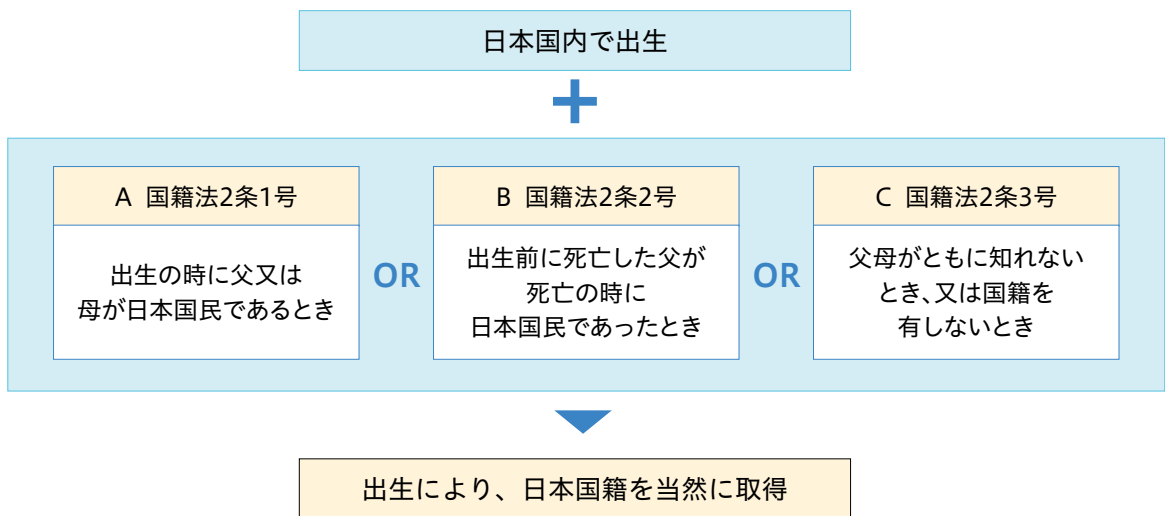 日本国内で出生
+
A 国籍法2条1号
出生の時に父又は
母が日本国民であるとき
OR
B 国籍法2条2号
出生前に死亡した父が
死亡の時に
日本国民であったとき
OR
C 国籍法2条3号
父母がともに知れない
とき、又は国籍を
有しないとき
出生により、日本国籍を当然に取得